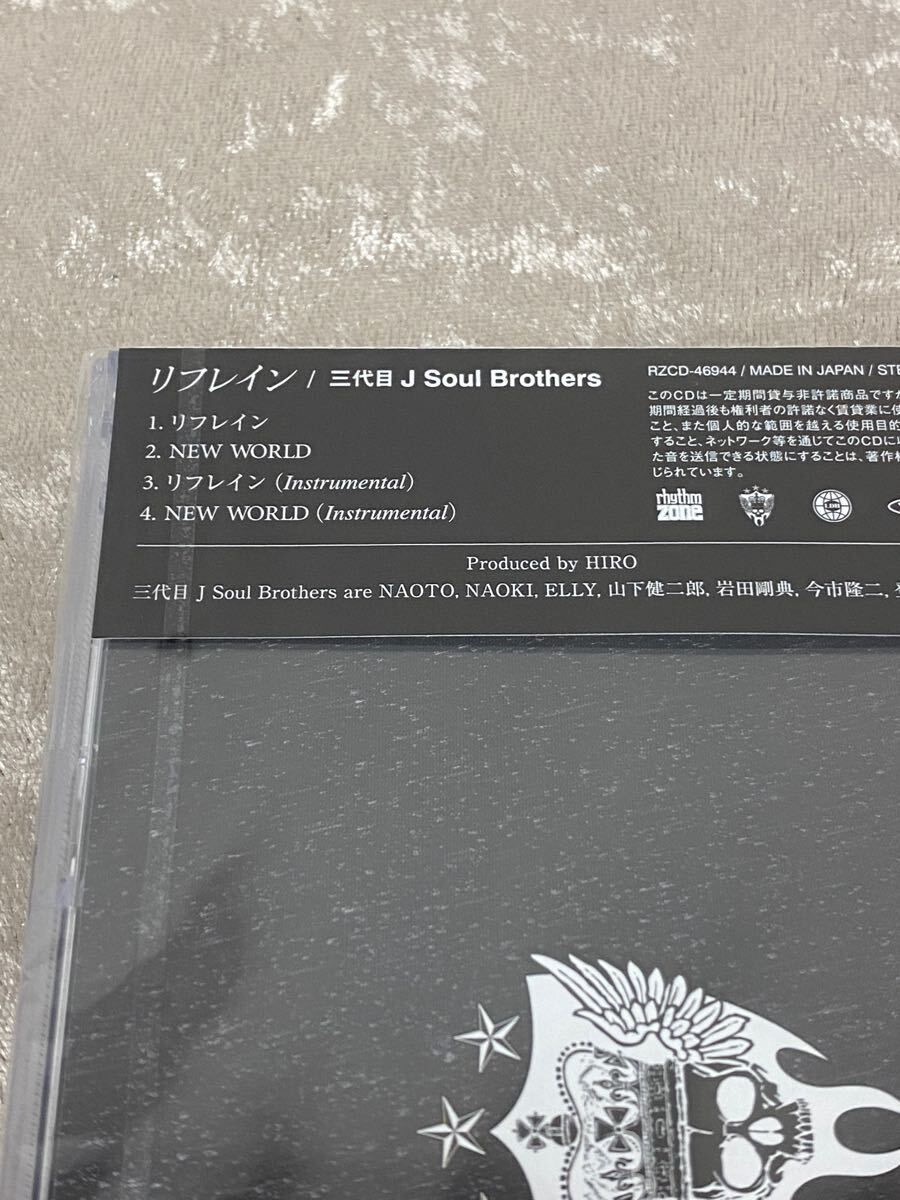 リフレイン / 三代目 J Soul Brothers
1. リフレイン
2. NEW WORLD
3. リフレイン (Instrumental)
4. NEW WORLD (Instrumental)
RZCD-46944 / MADE IN JAPAN / STE
このCDは一定期間貸与非許諾商品ですか
期間経過後も権利者の許諾なく賃貸業に使
こと、また個人的な範囲を越える使用目的
すること、ネットワーク等を通じてこのCDに
た音を送信できる状態にすることは、著作
じられています。
rhythm
zone
LDH
Produced by HIRO
三代目 J Soul Brothers are NAOTO, NAOKI, ELLY, 山下健二郎, 岩田剛典, 今市隆二,